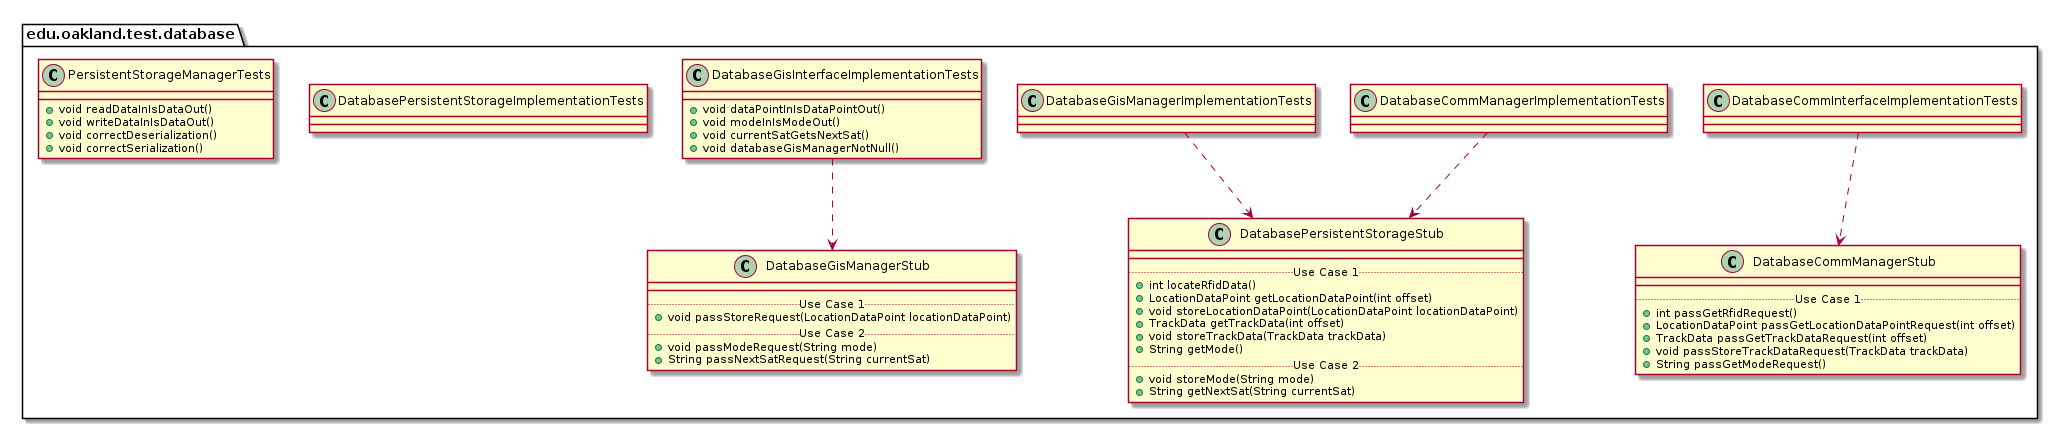 edu.oakland.test.database
C PersistentStorageManagerTests
void readDataInIsDataOut()
void writeDataInIsDataOut()
void correctDeserialization()
void correctSerialization()
C DatabasePersistentStorageImplementationTests
C DatabaseGisInterfaceImplementationTests
void dataPointInIsDataPointOut()
void modeInIsModeOut()
void currentSatGetsNextSat()
void databaseGisManagerNotNull()
C DatabaseGisManagerImplementationTests
C DatabaseCommManagerImplementationTests
C DatabaseCommInterfaceImplementationTests
C DatabaseGisManagerStub
Use Case 1
void passStoreRequest(LocationDataPoint locationDataPoint)
Use Case 2
void passModeRequest(String mode)
String passNextSatRequest(String currentSat)
C DatabasePersistentStorageStub
Use Case 1
int locateRfidData()
LocationDataPoint getLocationDataPoint(int offset)
void storeLocationDataPoint(LocationDataPoint locationDataPoint)
TrackData getTrackData(int offset)
void storeTrackData(TrackData trackData)
String getMode()
Use Case 2
void storeMode(String mode)
String getNextSat(String currentSat)
C DatabaseCommManagerStub
Use Case 1
int passGetRfidRequest()
LocationDataPoint passGetLocationDataPointRequest(int offset)
TrackData passGetTrackDataRequest(int offset)
void passStoreTrackDataRequest(TrackData trackData)
String passGetModeRequest()